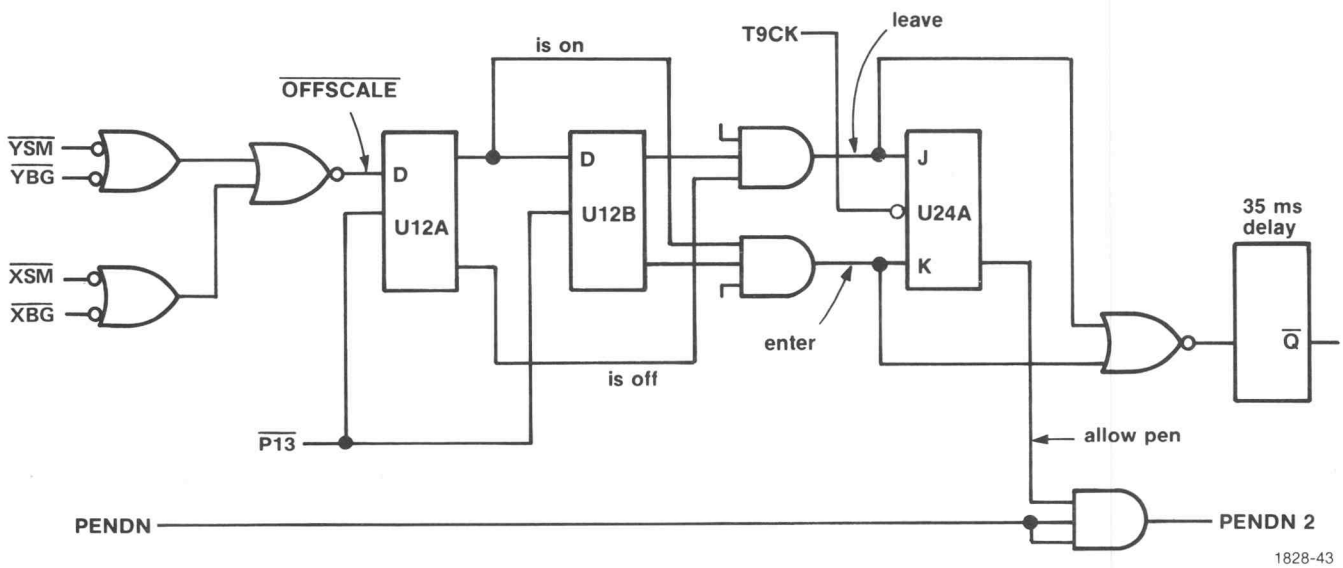 leave
T9CK
is on
OFFSCALE
YSM
YBG
D
U12A
D
U12B
J
U24A
K
35 ms
delay
XSM
XBG
Q
enter
is off
P13
allow pen
PENDN
PENDN 2
1828-43